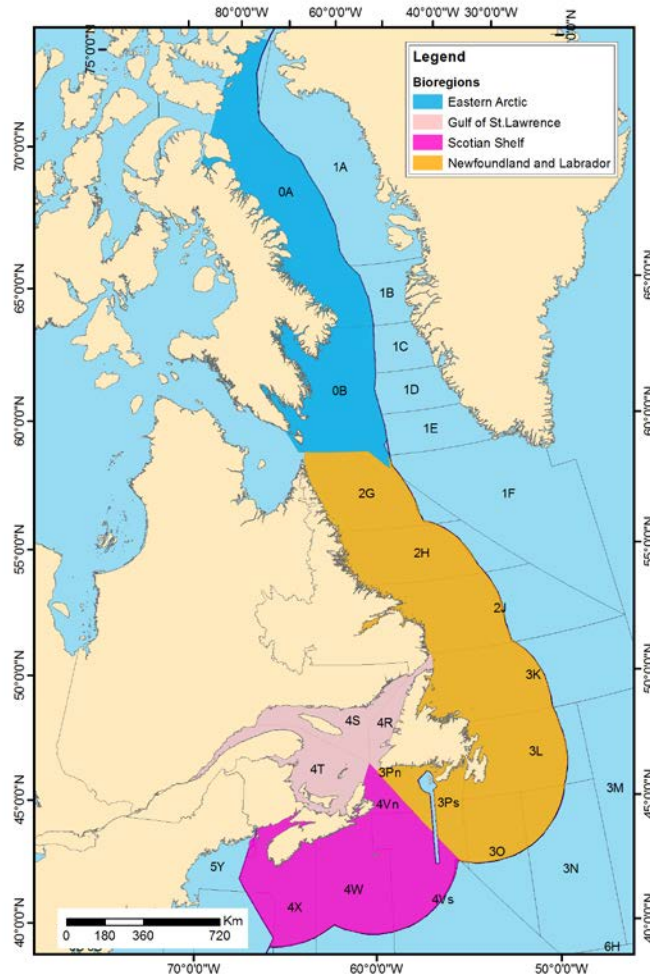 80°0'0"W 70°0'0"W 60°0'0"W 50°0'0"W 40°0'0"W
75°0'0"N
70°0'0"N
65°0'0"N
60°0'0"N
55°0'0"N
50°0'0"N
45°0'0"N
40°0'0"N
Legend
Bioregions
Eastern Arctic
Gulf of St.Lawrence
Scotian Shelf
Newfoundland and Labrador
1A
0A
1B
1C
0B
1D
1E
2G
1F
2H
2J
3K
4S
4R
3L
4T
3Pn
3M
4Vn
3Ps
3O
5Y
3N
4W
4X
4Vs
6H
Km
0 180 360 720
65°0'0"N
60°0'0"N
55°0'0"N
50°0'0"N
45°0'0"N
40°0'0"N
70°0'0"W 60°0'0"W 50°0'0"W